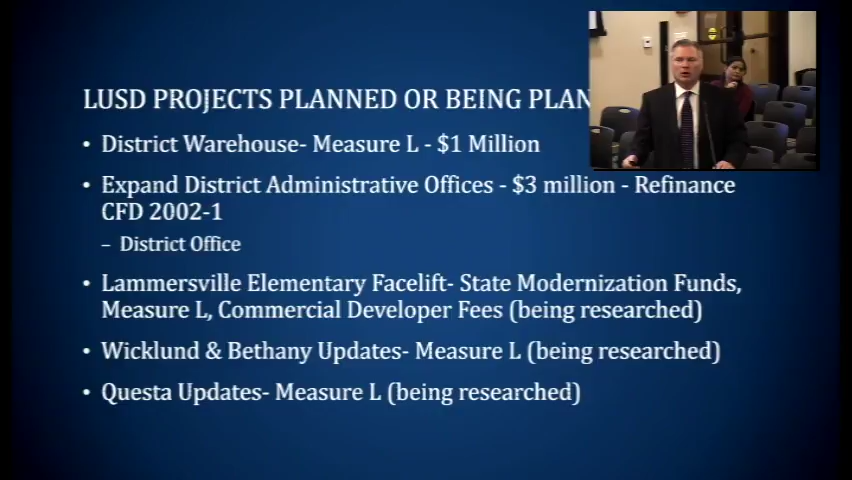 LUSD PROJECTS PLANNED OR BEING PLAN
• District Warehouse- Measure L - $1 Million
• Expand District Administrative Offices - $3 million - Refinance
CFD 2002-1
– District Office
• Lammersville Elementary Facelift- State Modernization Funds,
Measure L, Commercial Developer Fees (being researched)
• Wicklund & Bethany Updates- Measure L (being researched)
• Questa Updates- Measure L (being researched)